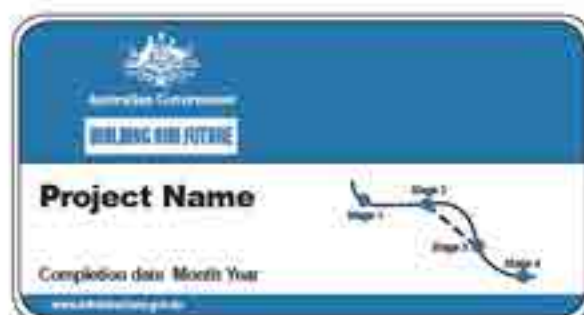 Australian Government
BUILDING OUR FUTURE
Project Name
Stage 1
Stage 2
Stage 3
Stage 4
Completion date Month Year